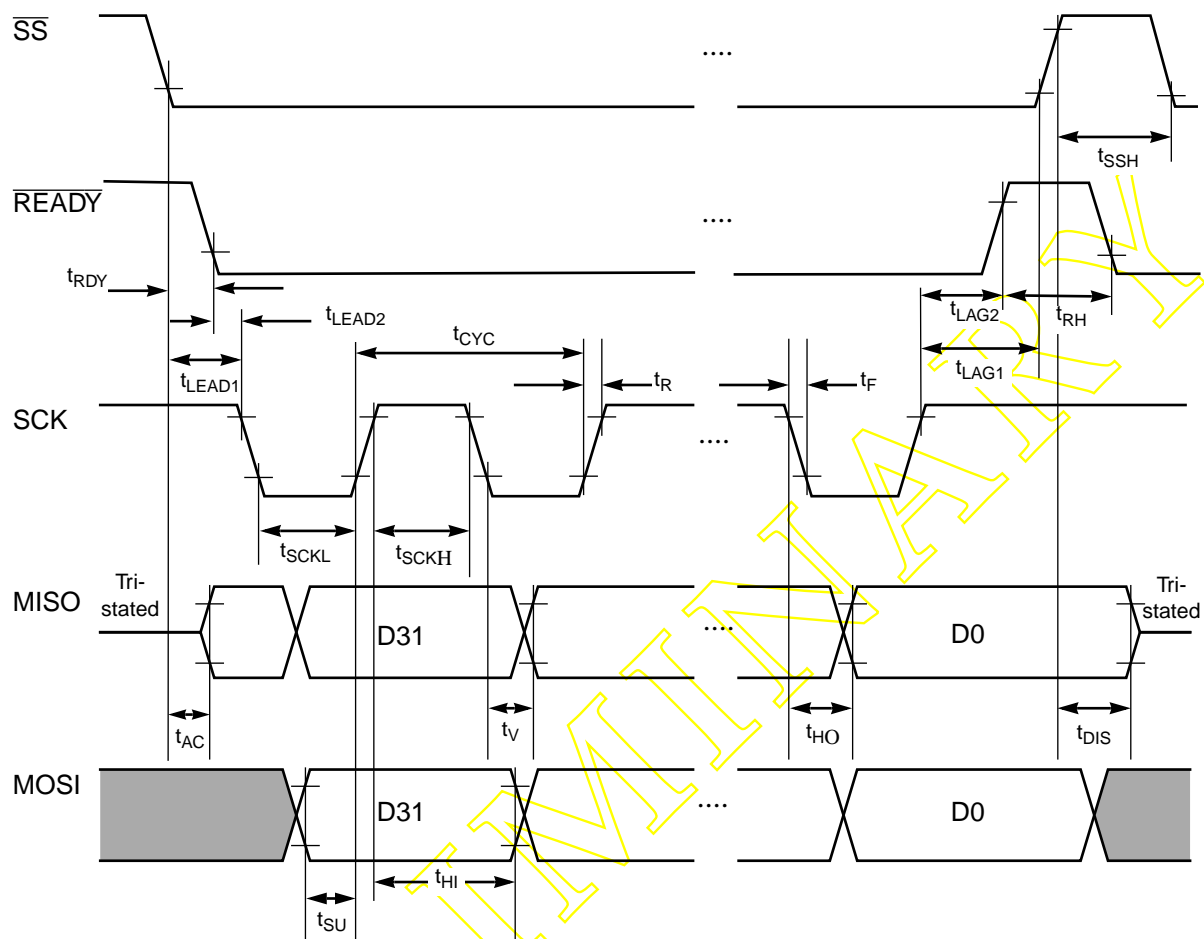 SS
....
tSSH
READY
....
tRDY
tLEAD2
tLAG2
tRH
tCYC
tLEAD1
tR
tF
tLAG1
SCK
....
tSCKL
tSCKH
Tri-
stated
MISO
D31
....
D0
Tri-
stated
tAC
tV
tHO
tDIS
MOSI
D31
....
D0
tHI
tSU
IMINARY